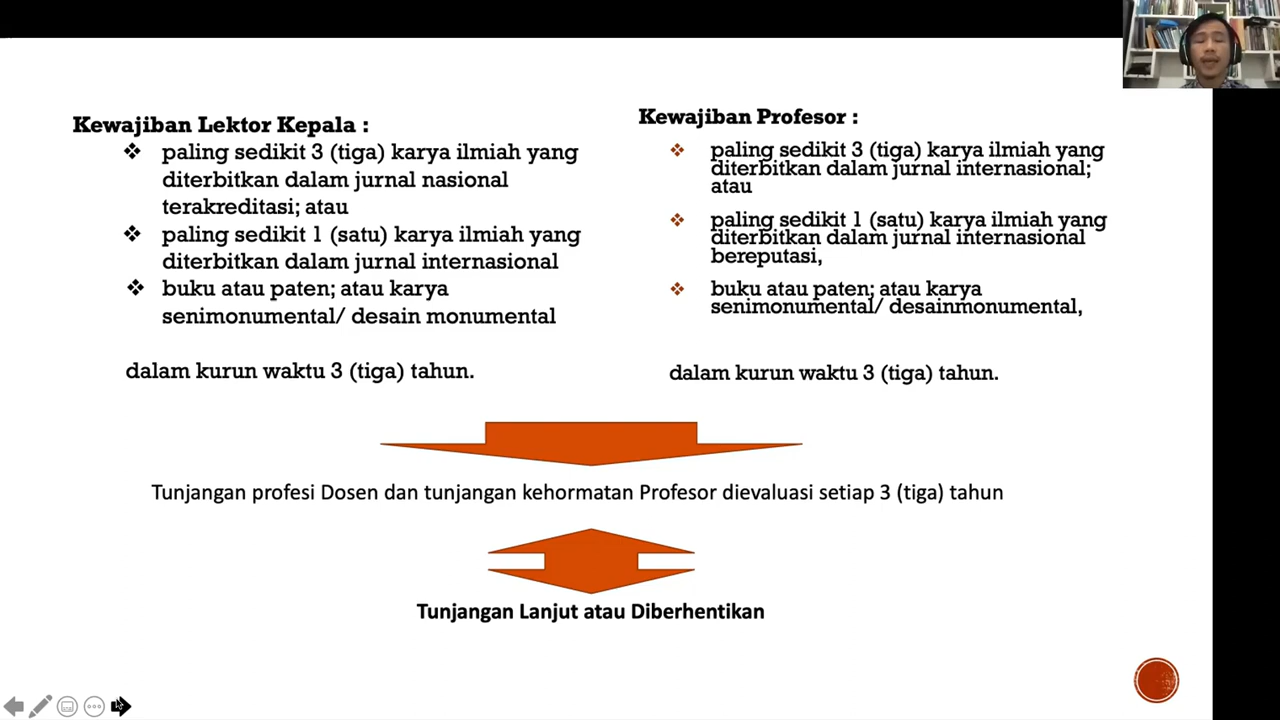 Kewajiban Lektor Kepala :
❖ paling sedikit 3 (tiga) karya ilmiah yang
diterbitkan dalam jurnal nasional
terakreditasi; atau
❖ paling sedikit 1 (satu) karya ilmiah yang
diterbitkan dalam jurnal internasional
❖ buku atau paten; atau karya
senimonumental/ desain monumental
dalam kurun waktu 3 (tiga) tahun.
Kewajiban Profesor :
❖ paling sedikit 3 (tiga) karya ilmiah yang
diterbitkan dalam jurnal internasional;
atau
❖ paling sedikit 1 (satu) karya ilmiah yang
diterbitkan dalam jurnal internasional
bereputasi,
❖ buku atau paten; atau karya
senimonumental/ desainmonumental,
dalam kurun waktu 3 (tiga) tahun.
Tunjangan profesi Dosen dan tunjangan kehormatan Profesor dievaluasi setiap 3 (tiga) tahun
Tunjangan Lanjut atau Diberhentikan